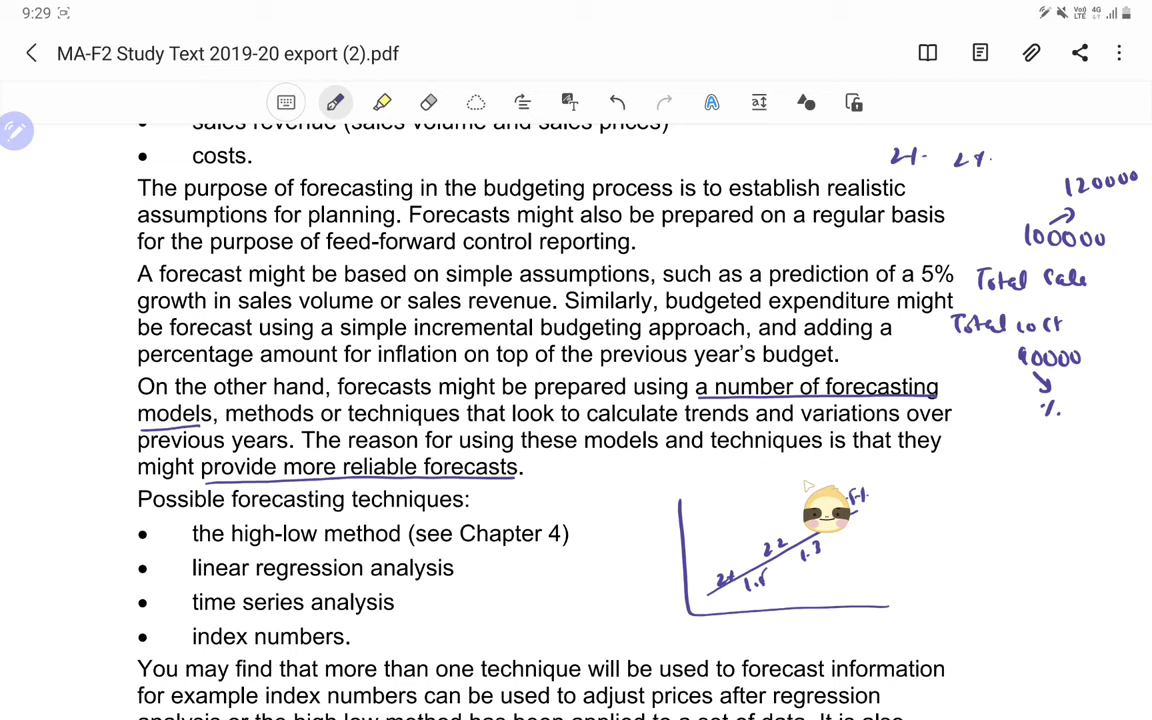 9:29
Vo)) LTE 4G
MA-F2 Study Text 2019-20 export (2).pdf
sales revenue (sales volume and sales prices)
• costs.
The purpose of forecasting in the budgeting process is to establish realistic
assumptions for planning. Forecasts might also be prepared on a regular basis
for the purpose of feed-forward control reporting.
120000
100000
A forecast might be based on simple assumptions, such as a prediction of a 5%
growth in sales volume or sales revenue. Similarly, budgeted expenditure might
be forecast using a simple incremental budgeting approach, and adding a
percentage amount for inflation on top of the previous year’s budget.
Total Sale
Total cost
90000
%
On the other hand, forecasts might be prepared using a number of forecasting
models, methods or techniques that look to calculate trends and variations over
previous years. The reason for using these models and techniques is that they
might provide more reliable forecasts.
Possible forecasting techniques:
• the high-low method (see Chapter 4)
• linear regression analysis
• time series analysis
• index numbers.
2.2
1.3
You may find that more than one technique will be used to forecast information
for example index numbers can be used to adjust prices after regression